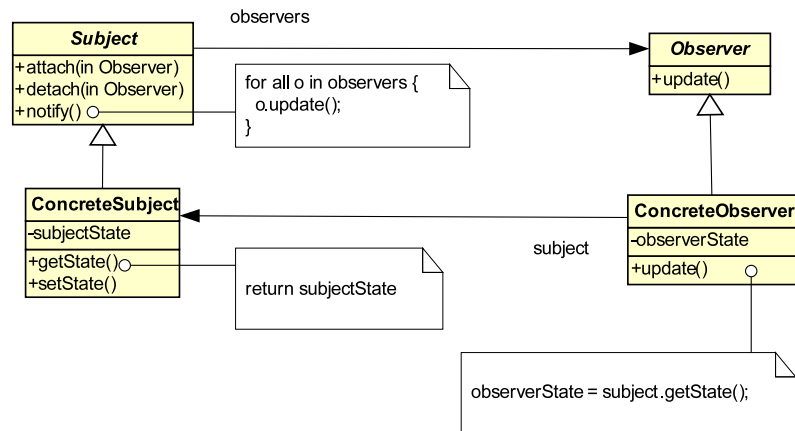 observers
Subject
+attach(in Observer)
+detach(in Observer)
+notify()
for all o in observers {
o.update();
}
Observer
+update()
ConcreteSubject
-subjectState
+getState()
+setState()
return subjectState
subject
ConcreteObserver
-observerState
+update()
observerState = subject.getState();